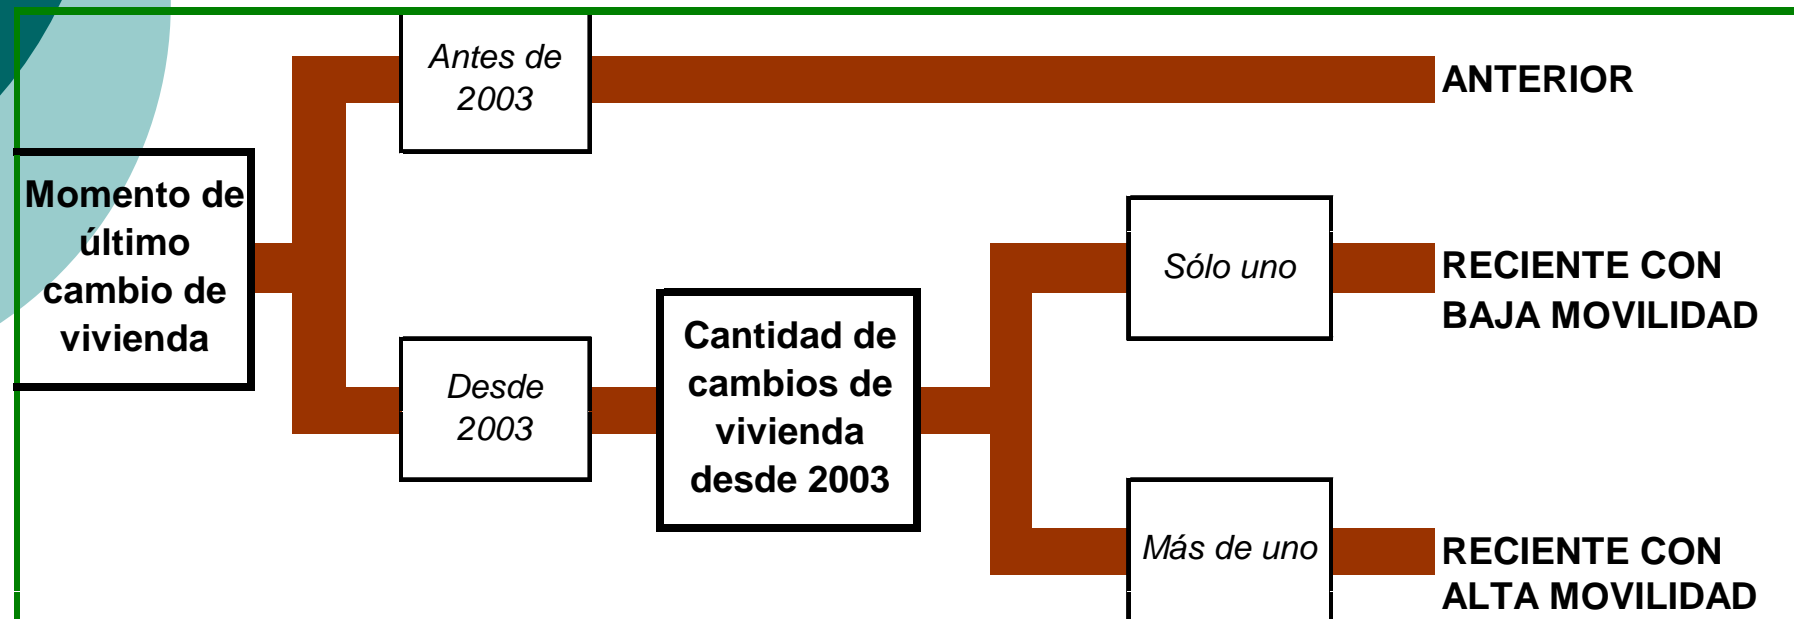 Antes de
2003
ANTERIOR
Momento de
último
cambio de
vivienda
Desde
2003
Cantidad de
cambios de
vivienda
desde 2003
Sólo uno
RECIENTE CON
BAJA MOVILIDAD
Más de uno
RECIENTE CON
ALTA MOVILIDAD